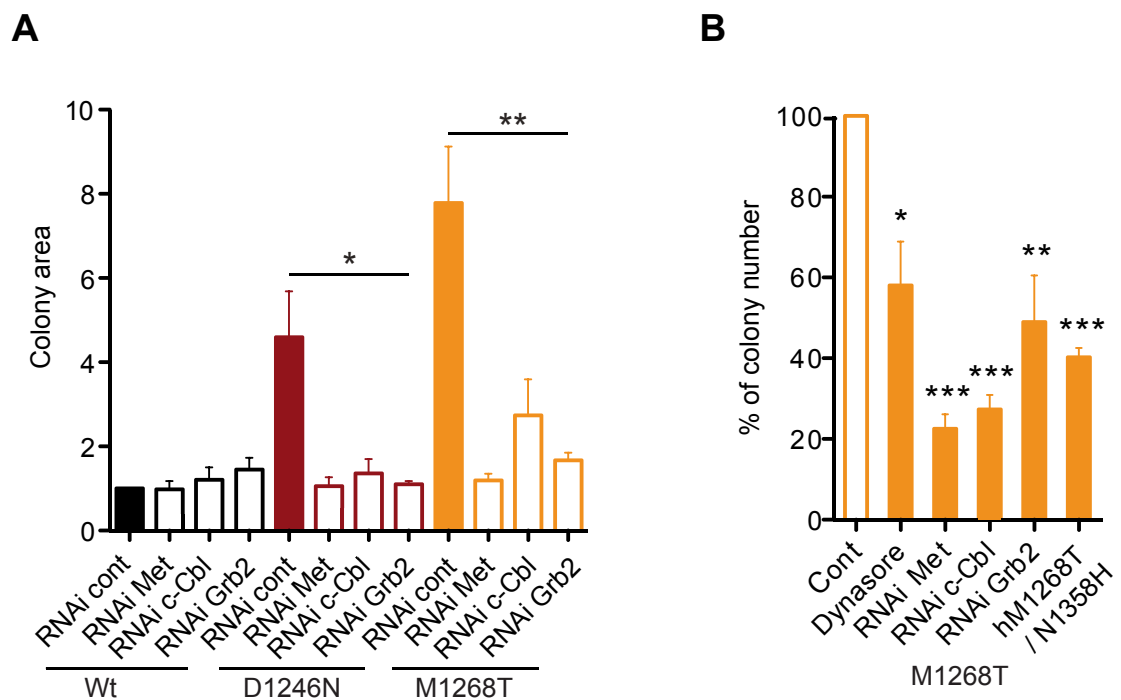 A
Colony area
10
8
6
4
2
0
*
**
RNAi cont
RNAi Met
RNAi c-Cbl
RNAi Grb2
RNAi cont
RNAi Met
RNAi c-Cbl
RNAi Grb2
RNAi cont
RNAi Met
RNAi c-Cbl
RNAi Grb2
Wt
D1246N
M1268T
B
% of colony number
100
80
60
40
20
0
*
***
***
**
***
Cont
Dynasore
RNAi Met
RNAi c-Cbl
RNAi Grb2
hM1268T
/ N1358H
M1268T